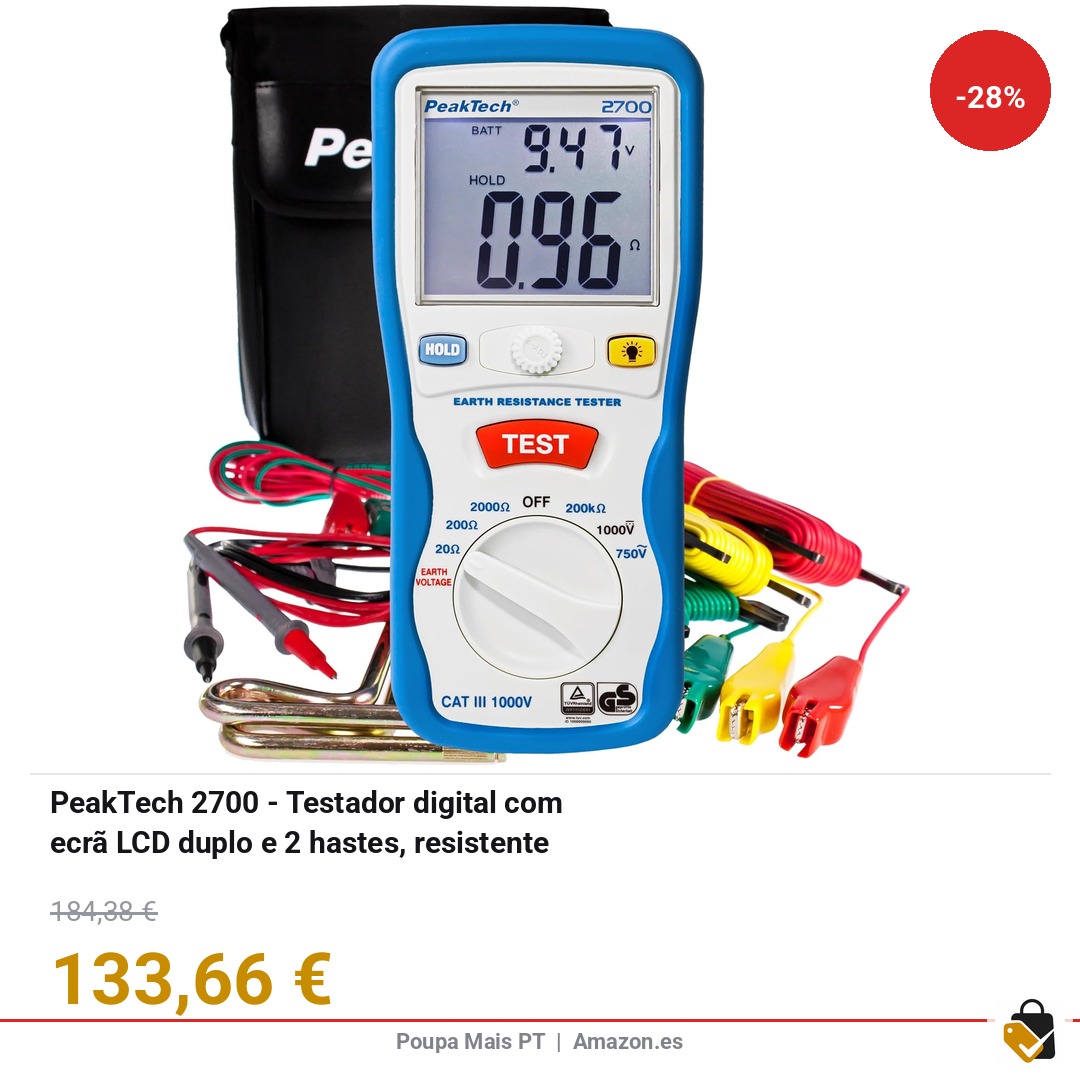 -28%
Pe
PeakTech® 2700
BATT 9.47 V
HOLD
0.96 Ω
HOLD
EARTH RESISTANCE TESTER
TEST
OFF
2000Ω
200kΩ
200Ω
1000V
20Ω
750V
EARTH
VOLTAGE
CAT III 1000V
PeakTech 2700 - Testador digital com
ecrã LCD duplo e 2 hastes, resistente
184,38 €
133,66 €
Poupa Mais PT | Amazon.es